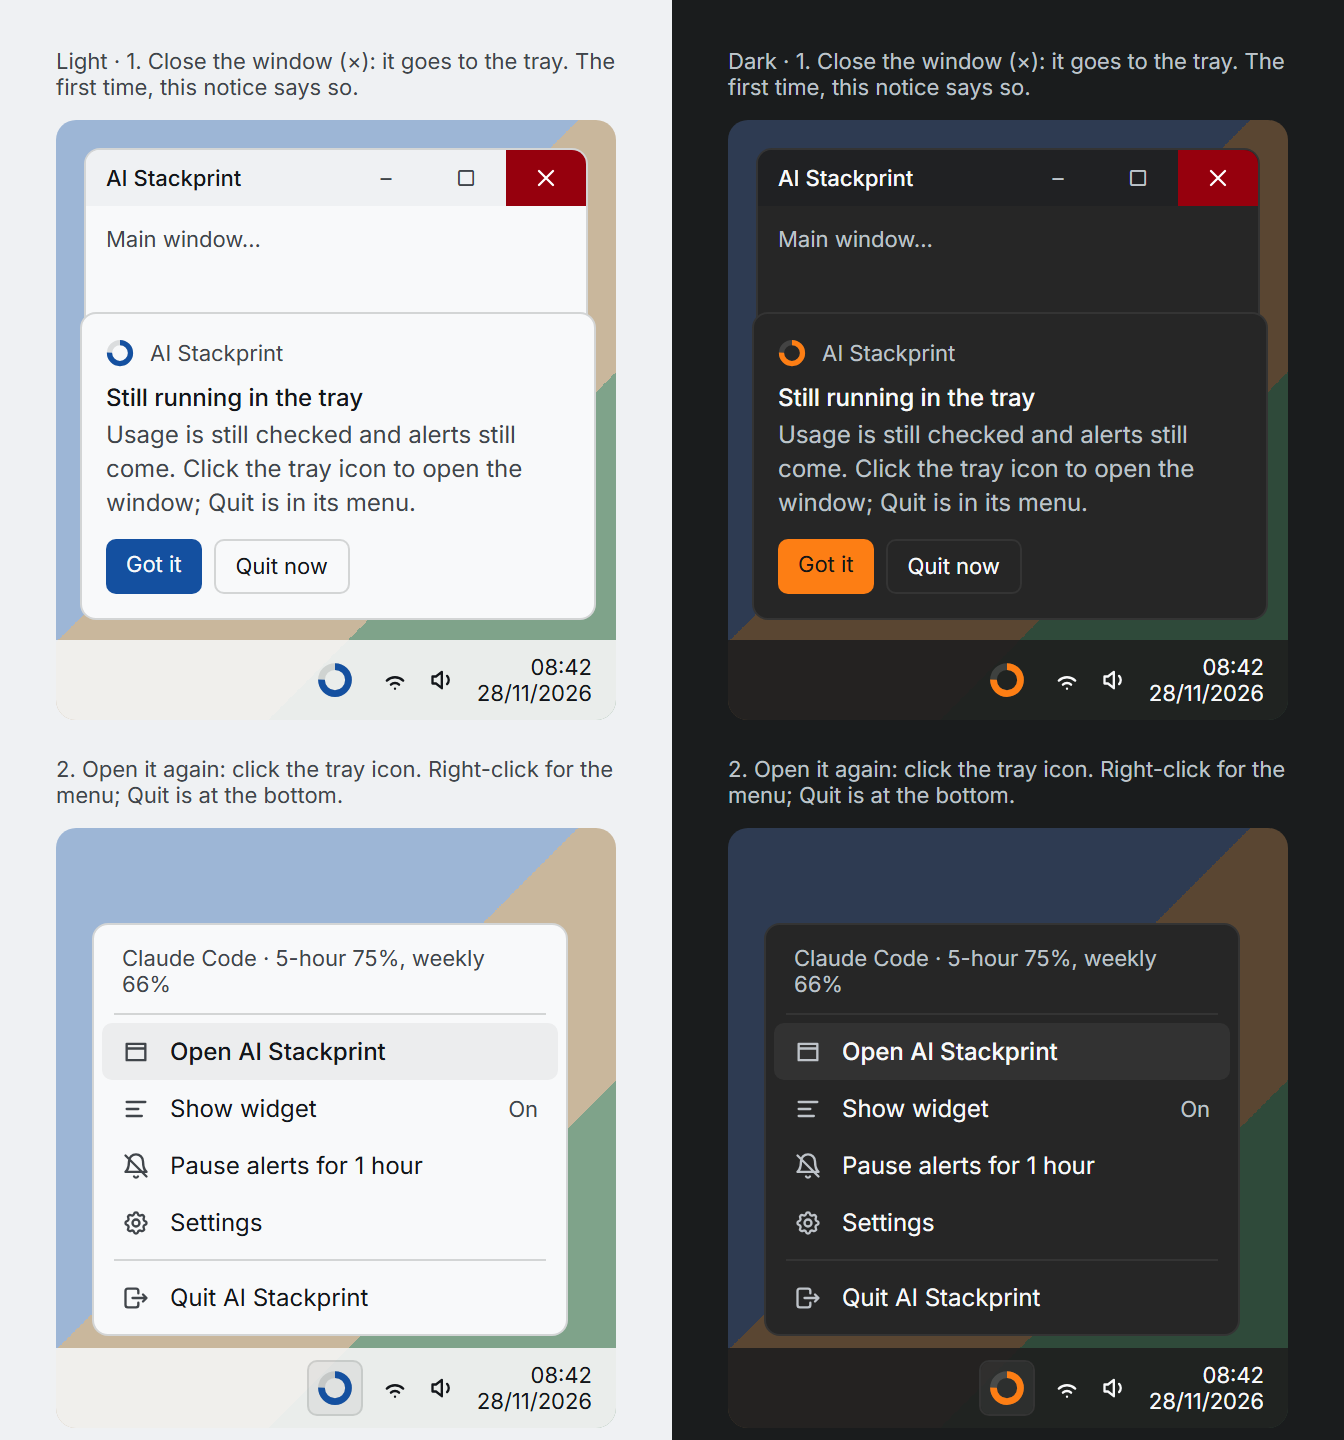 Light · 1. Close the window (×): it goes to the tray. The
first time, this notice says so.
AI Stackprint
Main window...
AI Stackprint
Still running in the tray
Usage is still checked and alerts still
come. Click the tray icon to open the
window; Quit is in its menu.
Got it
Quit now
08:42
28/11/2026
2. Open it again: click the tray icon. Right-click for the
menu; Quit is at the bottom.
Claude Code · 5-hour 75%, weekly
66%
Open AI Stackprint
Show widget On
Pause alerts for 1 hour
Settings
Quit AI Stackprint
08:42
28/11/2026
Dark · 1. Close the window (×): it goes to the tray. The
first time, this notice says so.
AI Stackprint
Main window...
AI Stackprint
Still running in the tray
Usage is still checked and alerts still
come. Click the tray icon to open the
window; Quit is in its menu.
Got it
Quit now
08:42
28/11/2026
2. Open it again: click the tray icon. Right-click for the
menu; Quit is at the bottom.
Claude Code · 5-hour 75%, weekly
66%
Open AI Stackprint
Show widget On
Pause alerts for 1 hour
Settings
Quit AI Stackprint
08:42
28/11/2026